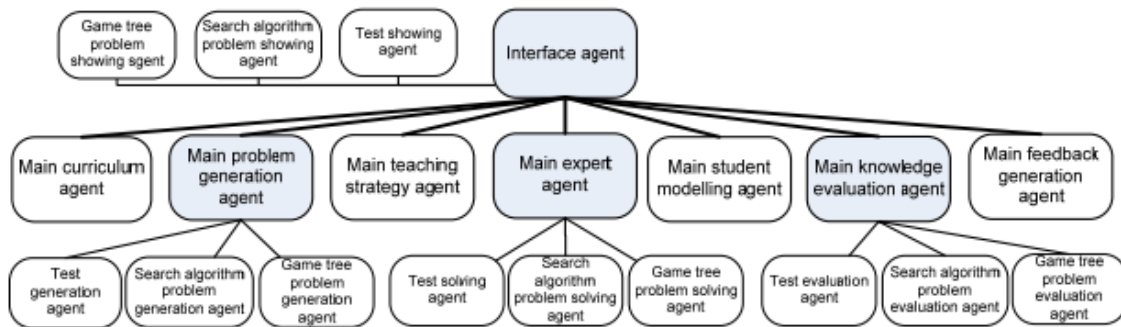 Game tree
problem
showing sgent
Search algorithm
problem showing
agent
Test showing
agent
Interface agent
Main curriculum
agent
Main problem
generation agent
Main teaching
strategy agent
Main expert
agent
Main student
modelling agent
Main knowledge
evaluation agent
Main feedback
generation agent
Test
generation agent
Search algorithm
problem
generation agent
Game tree
problem
generation
agent
Test solving
agent
Search
algorithm
problem solving
agent
Game tree
problem solving
agent
Test evaluation
agent
Search algorithm
problem
evaluation agent
Game tree
problem
evaluation
agent